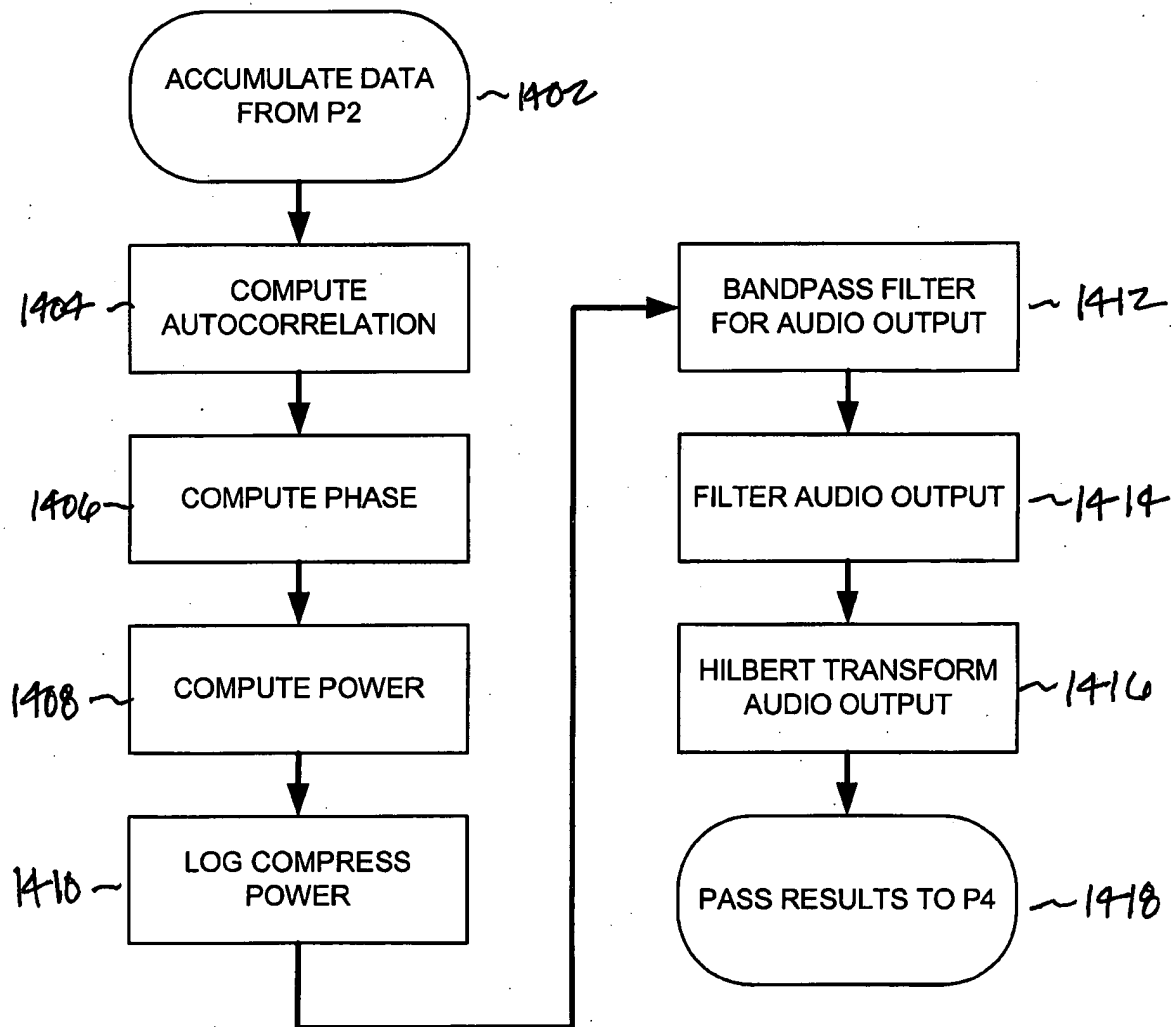 ACCUMULATE DATA
FROM P2
~1402
COMPUTE
AUTOCORRELATION
1404~
COMPUTE PHASE
1406~
COMPUTE POWER
1408~
LOG COMPRESS
POWER
1410~
BANDPASS FILTER
FOR AUDIO OUTPUT
~1412
FILTER AUDIO OUTPUT
~1414
HILBERT TRANSFORM
AUDIO OUTPUT
~1416
PASS RESULTS TO P4
~1418